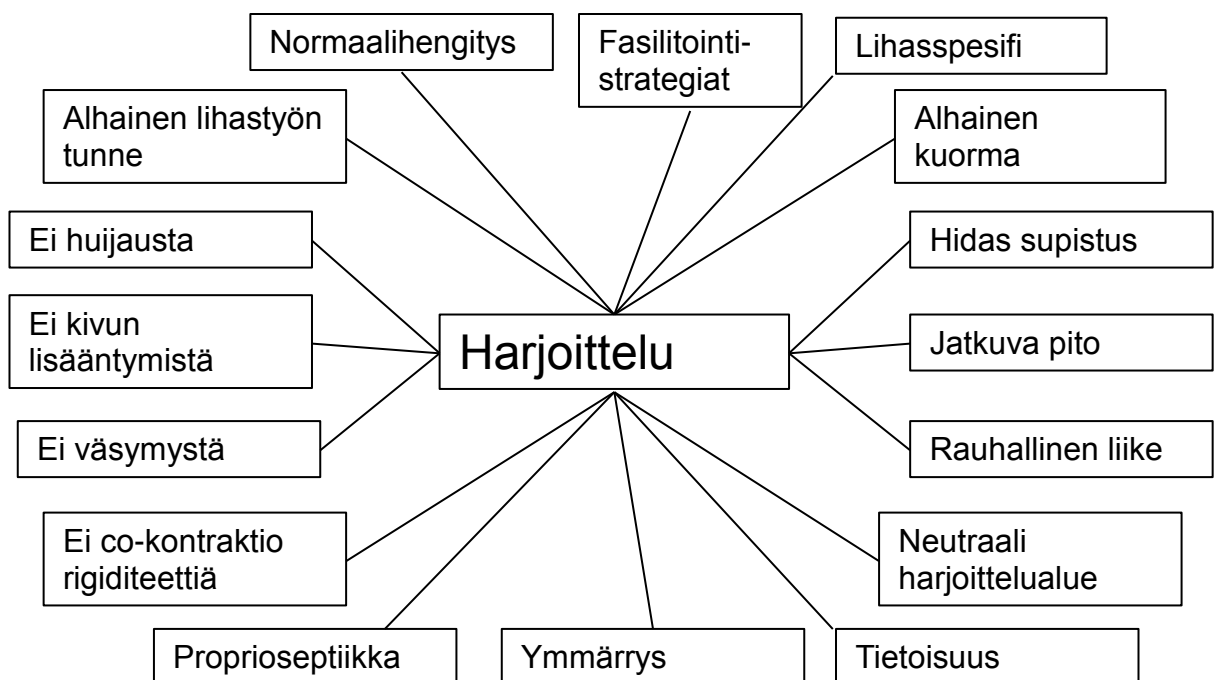 Normaalihengitys
Fasilitointi-
strategiat
Lihasspesifi
Alhainen lihastyön
tunne
Alhainen
kuorma
Ei huijausta
Hidas supistus
Ei kivun
lisääntymistä
Harjoittelu
Jatkuva pito
Ei väsymystä
Rauhallinen liike
Ei co-kontraktio
rigiditeettiä
Neutraali
harjoittelualue
Proprioseptiikka
Ymmärrys
Tietoisuus